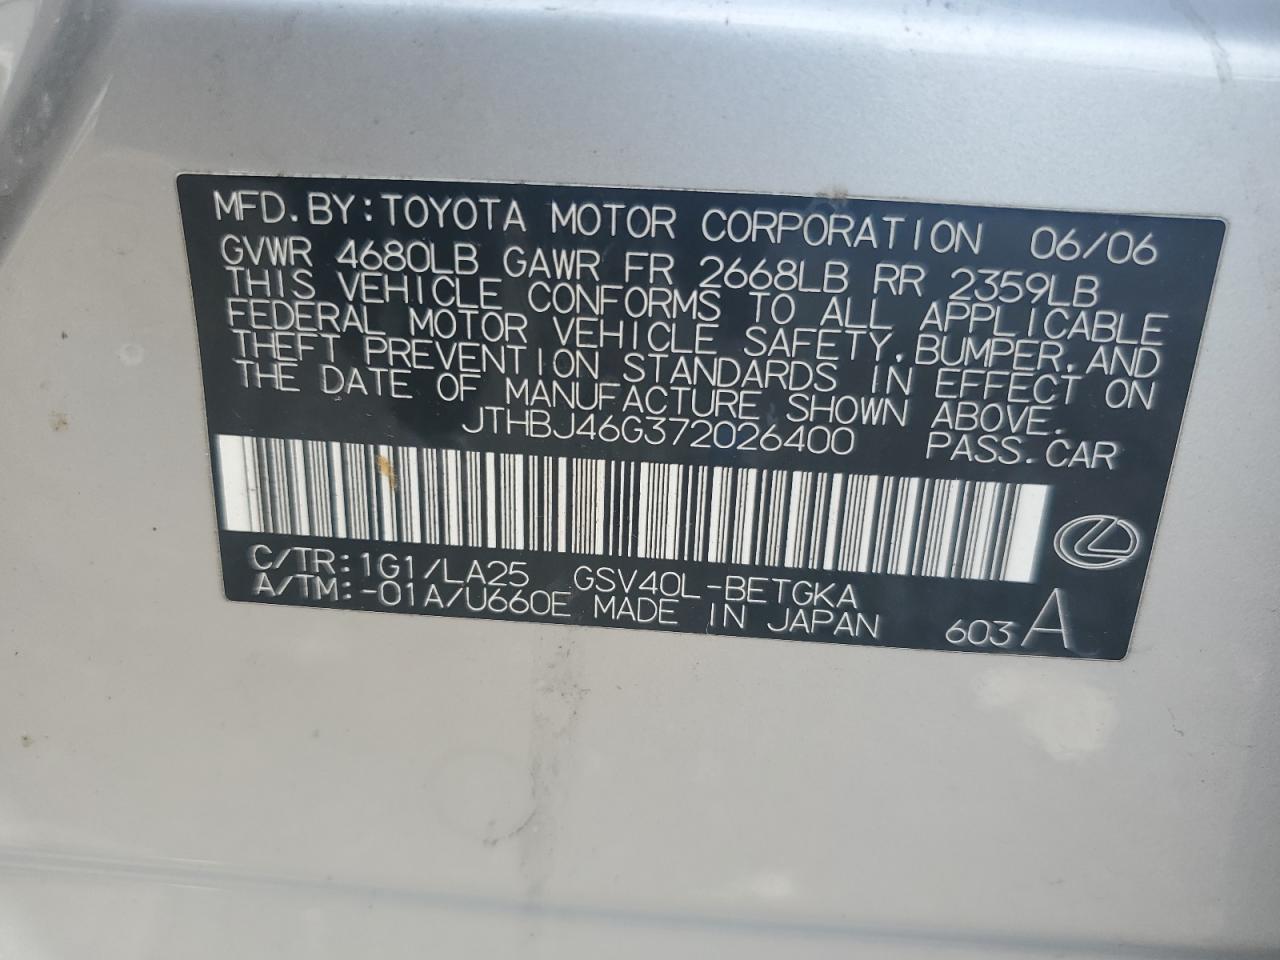 MFD.BY:TOYOTA MOTOR CORPORATION 06/06
GVWR 4680LB GAWR FR 2668LB RR 2359LB
THIS VEHICLE CONFORMS TO ALL APPLICABLE
FEDERAL MOTOR VEHICLE SAFETY,BUMPER,AND
THEFT PREVENTION STANDARDS IN EFFECT ON
THE DATE OF MANUFACTURE SHOWN ABOVE.
JTHBJ46G372026400 PASS.CAR
C/TR:1G1/LA25 GSV40L-BETGKA
A/TM:-01A/U660E MADE IN JAPAN 603 A